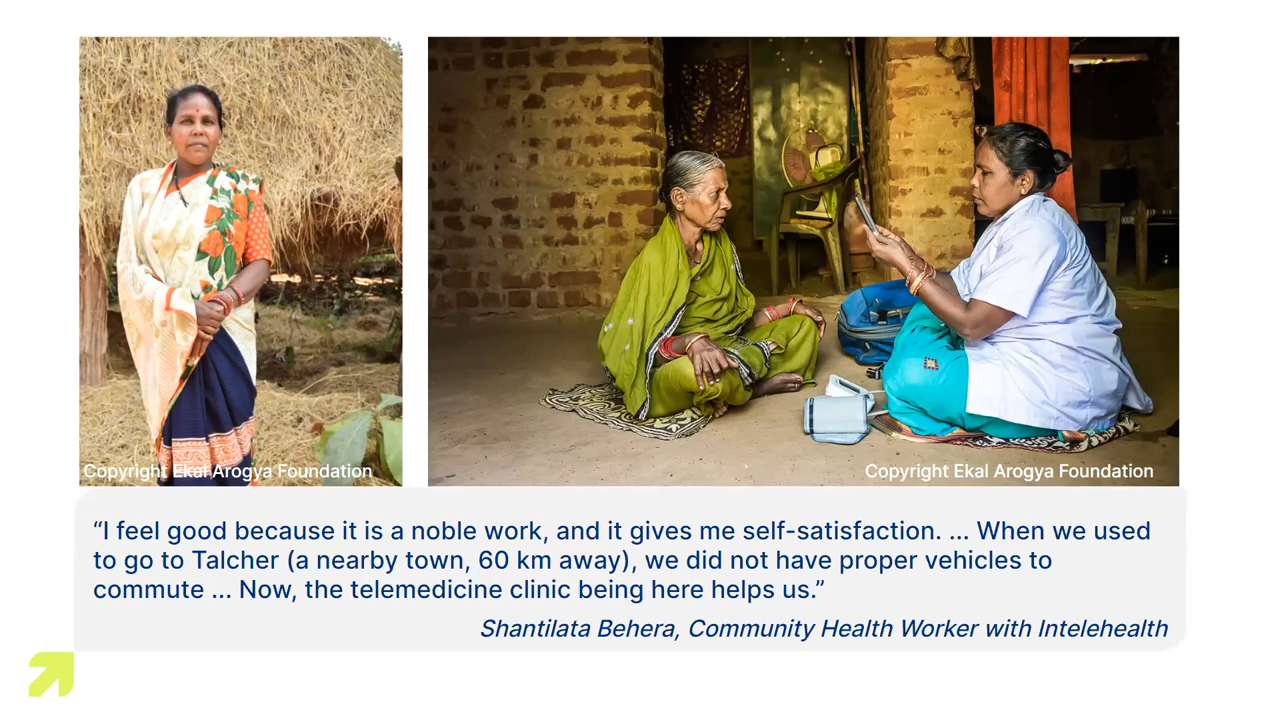 Copyright Ekal Arogya Foundation
Copyright Ekal Arogya Foundation
“I feel good because it is a noble work, and it gives me self-satisfaction. ... When we used
to go to Talcher (a nearby town, 60 km away), we did not have proper vehicles to
commute ... Now, the telemedicine clinic being here helps us.”
Shantilata Behera, Community Health Worker with Intelehealth